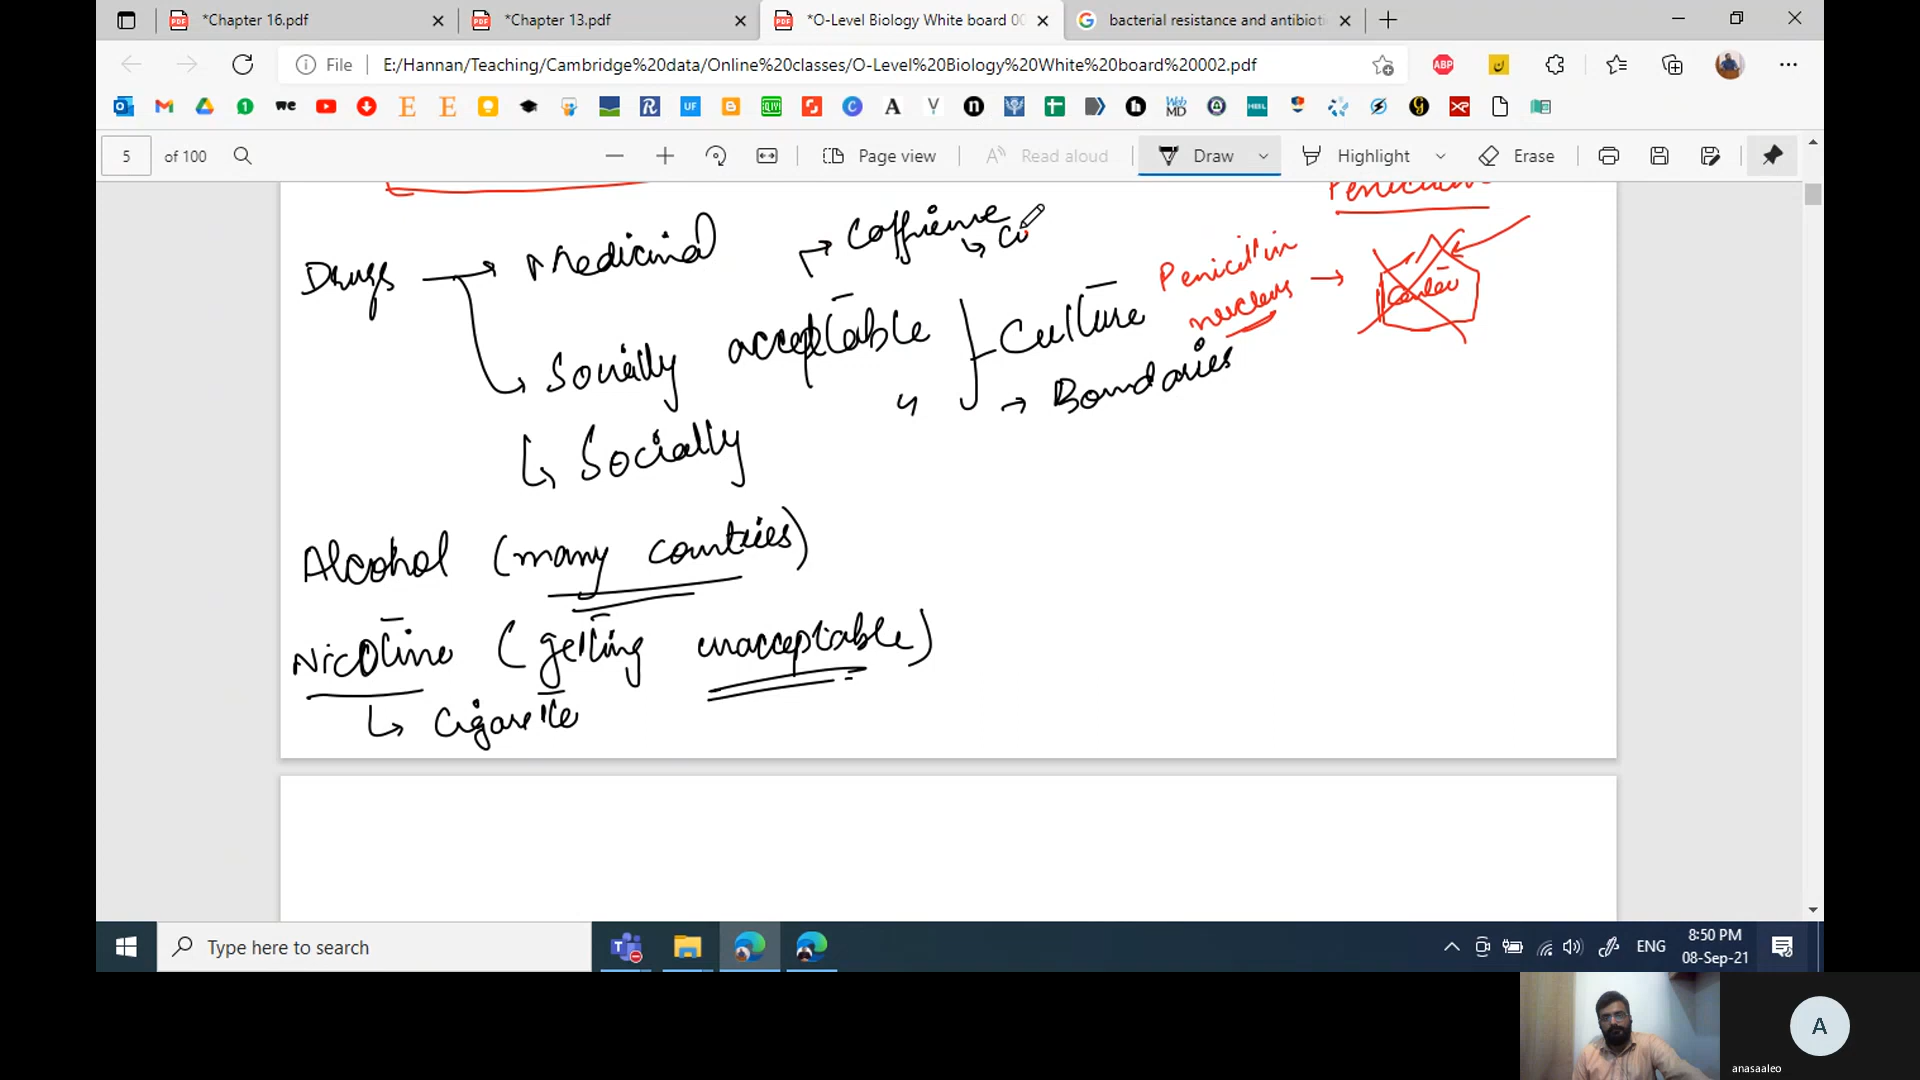 *Chapter 16.pdf
*Chapter 13.pdf
*O-Level Biology White board 00
bacterial resistance and antibioti
File
E:/Hannan/Teaching/Cambridge%20data/Online%20classes/O-Level%20Biology%20White%20board%20002.pdf
5 of 100
Page view
Read aloud
Draw
Highlight
Erase
Drugs → Medicinal
Caffieine
Co
Penicillin
→ Socially acceptable
Culture
→ Boundaries
Socially
Alcohol (many countries)
Nicotine (getting unacceptable)
Cigarette
Type here to search
ENG
8:50 PM
08-Sep-21
A
anasaaleo